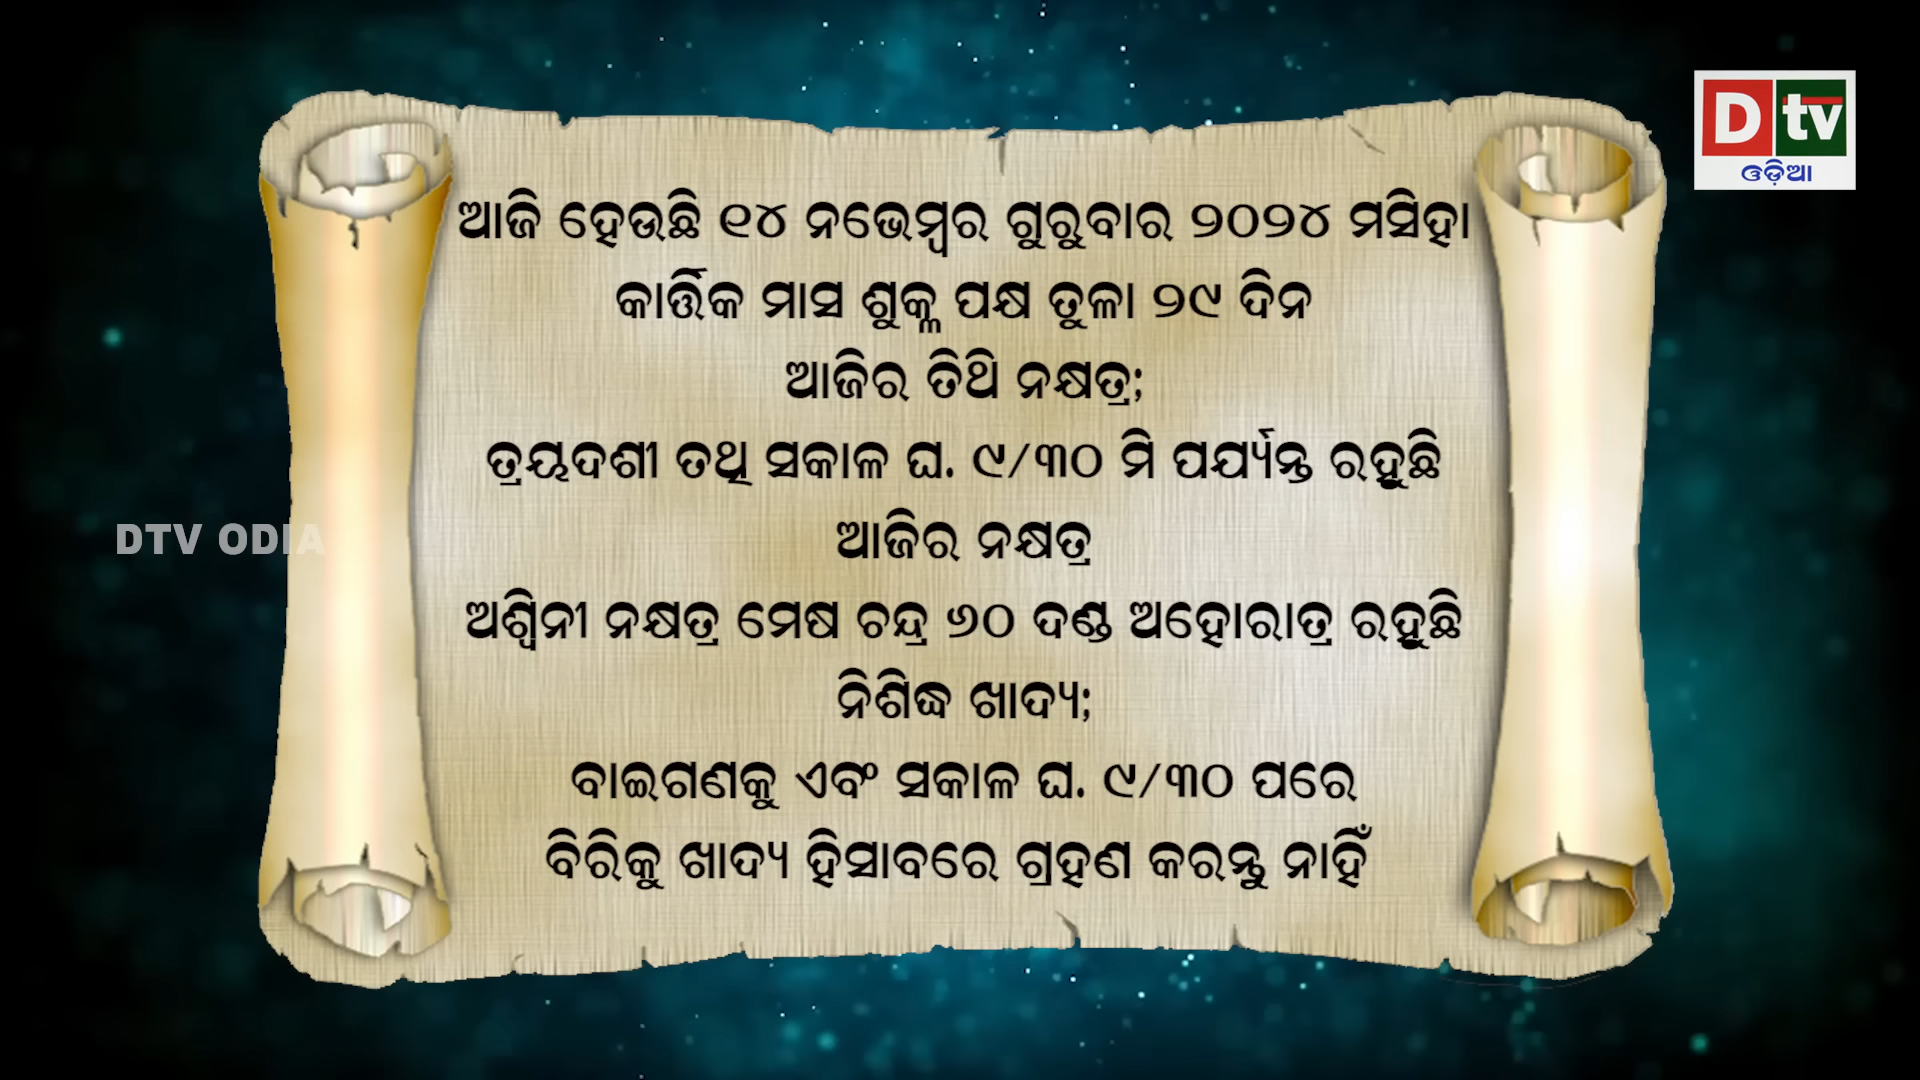 D tv
ଓଡ଼ିଆ
ଆଜି ହେଉଛି ୧୪ ନଭେମ୍ବର ଗୁରୁବାର ୨୦୨୪ ମସିହା
କାର୍ତ୍ତିକ ମାସ ଶୁକ୍ଳ ପକ୍ଷ ତୁଳା ୨୯ ଦିନ
ଆଜିର ତିଥି ନକ୍ଷତ୍ର;
ତ୍ରୟଦଶୀ ତଥି ସକାଳ ଘ. ୯/୩୦ ମି ପର୍ଯ୍ୟନ୍ତ ରହୁଛି
DTV ODIA
ଆଜିର ନକ୍ଷତ୍ର
ଅଶ୍ୱିନୀ ନକ୍ଷତ୍ର ମେଷ ଚନ୍ଦ୍ର ୬୦ ଦଣ୍ଡ ଅହୋରାତ୍ର ରହୁଛି
ନିଶିଦ୍ଧ ଖାଦ୍ୟ;
ବାଇଗଣକୁ ଏବଂ ସକାଳ ଘ. ୯/୩୦ ପରେ
ବିରିକୁ ଖାଦ୍ୟ ହିସାବରେ ଗ୍ରହଣ କରନ୍ତୁ ନାହିଁ